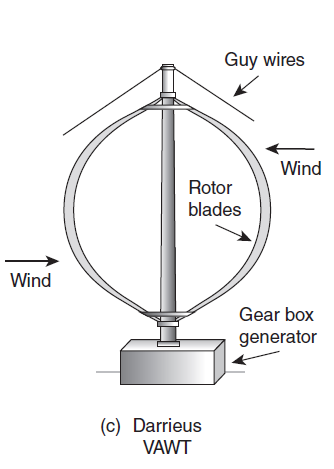 Guy wires
Wind
Rotor
blades
Wind
Gear box
generator
(c) Darrieus
VAWT